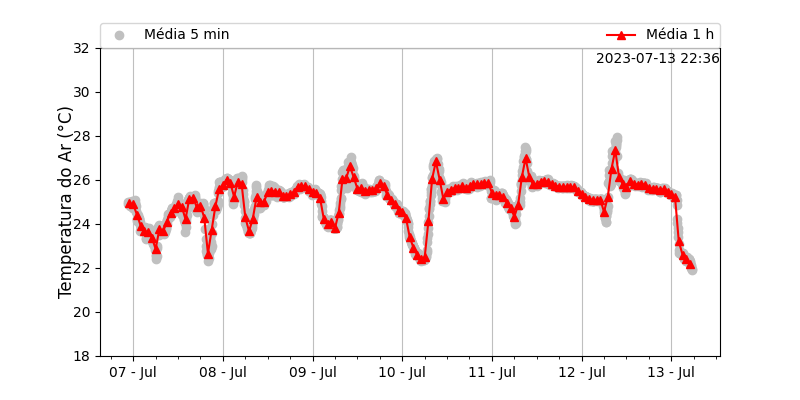 Média 5 min
Média 1 h
2023-07-13 22:36
Temperatura do Ar (°C)
32
30
28
26
24
22
20
18
07 - Jul
08 - Jul
09 - Jul
10 - Jul
11 - Jul
12 - Jul
13 - Jul